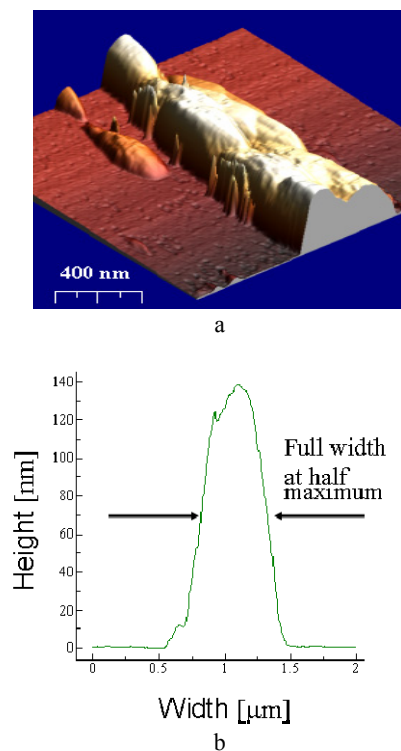 400 nm
a
140
120
100
80
60
40
20
0
Height [nm]
Full width
at half
maximum
0
0.5
1
1.5
2
Width [μm]
b